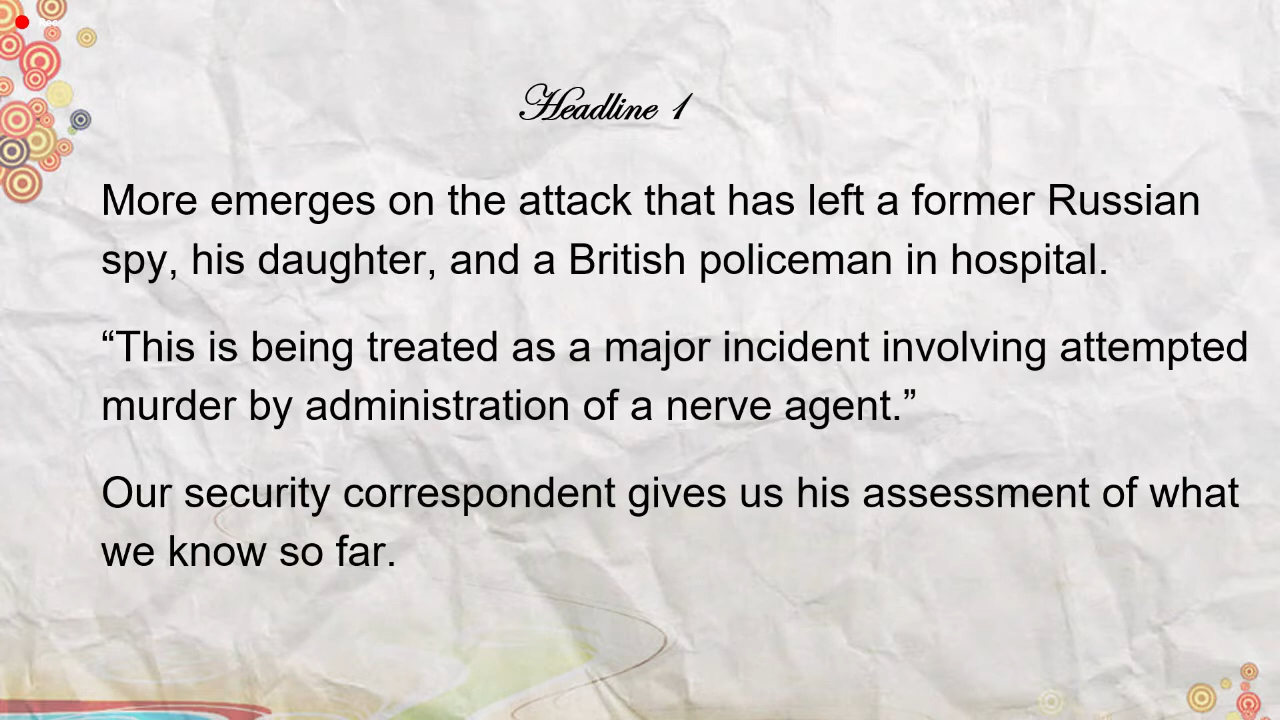 Headline 1
More emerges on the attack that has left a former Russian
spy, his daughter, and a British policeman in hospital.
“This is being treated as a major incident involving attempted
murder by administration of a nerve agent.”
Our security correspondent gives us his assessment of what
we know so far.